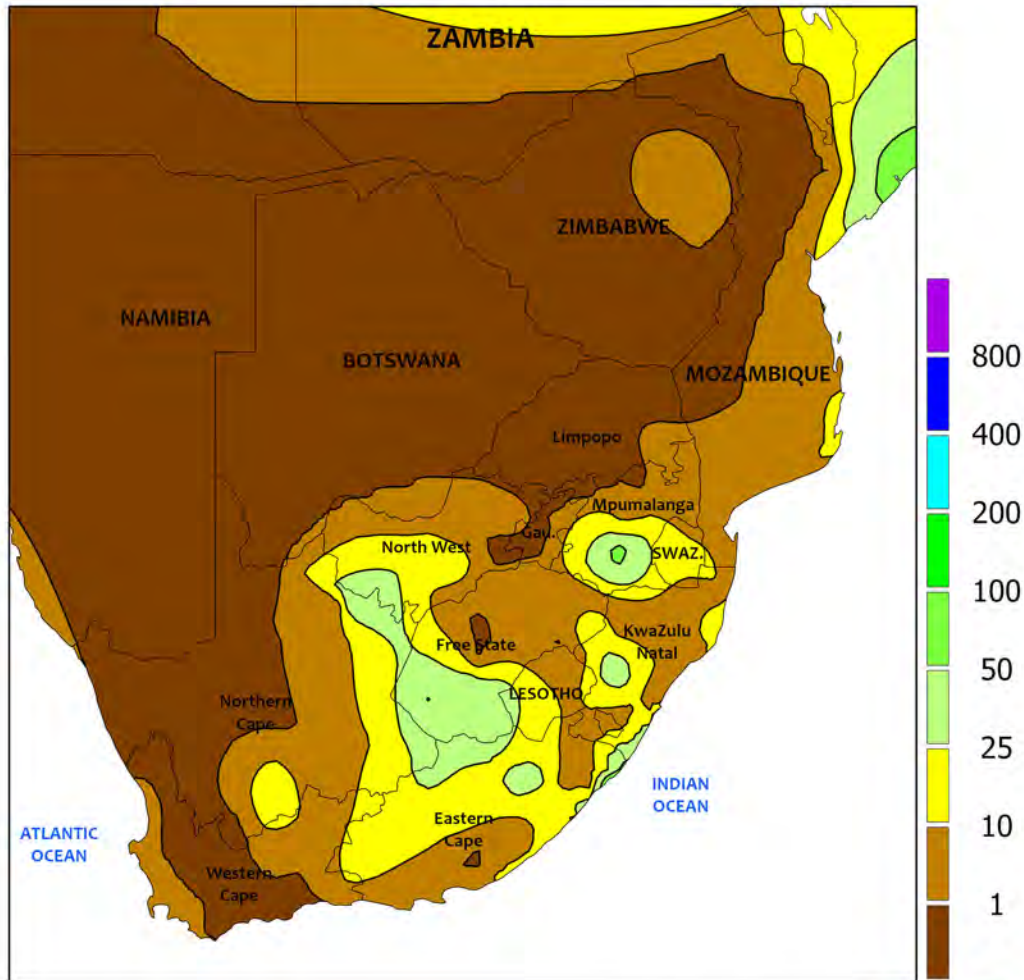 ZAMBIA
ZIMBABWE
NAMIBIA
BOTSWANA
MOZAMBIQUE
Limpopo
Mpumalanga
Gau.
North West
SWAZ.
KwaZulu
Natal
Free State
LESOTHO
Northern
Cape
INDIAN
OCEAN
Eastern
Cape
ATLANTIC
OCEAN
Western
Cape
800
400
200
100
50
25
10
1